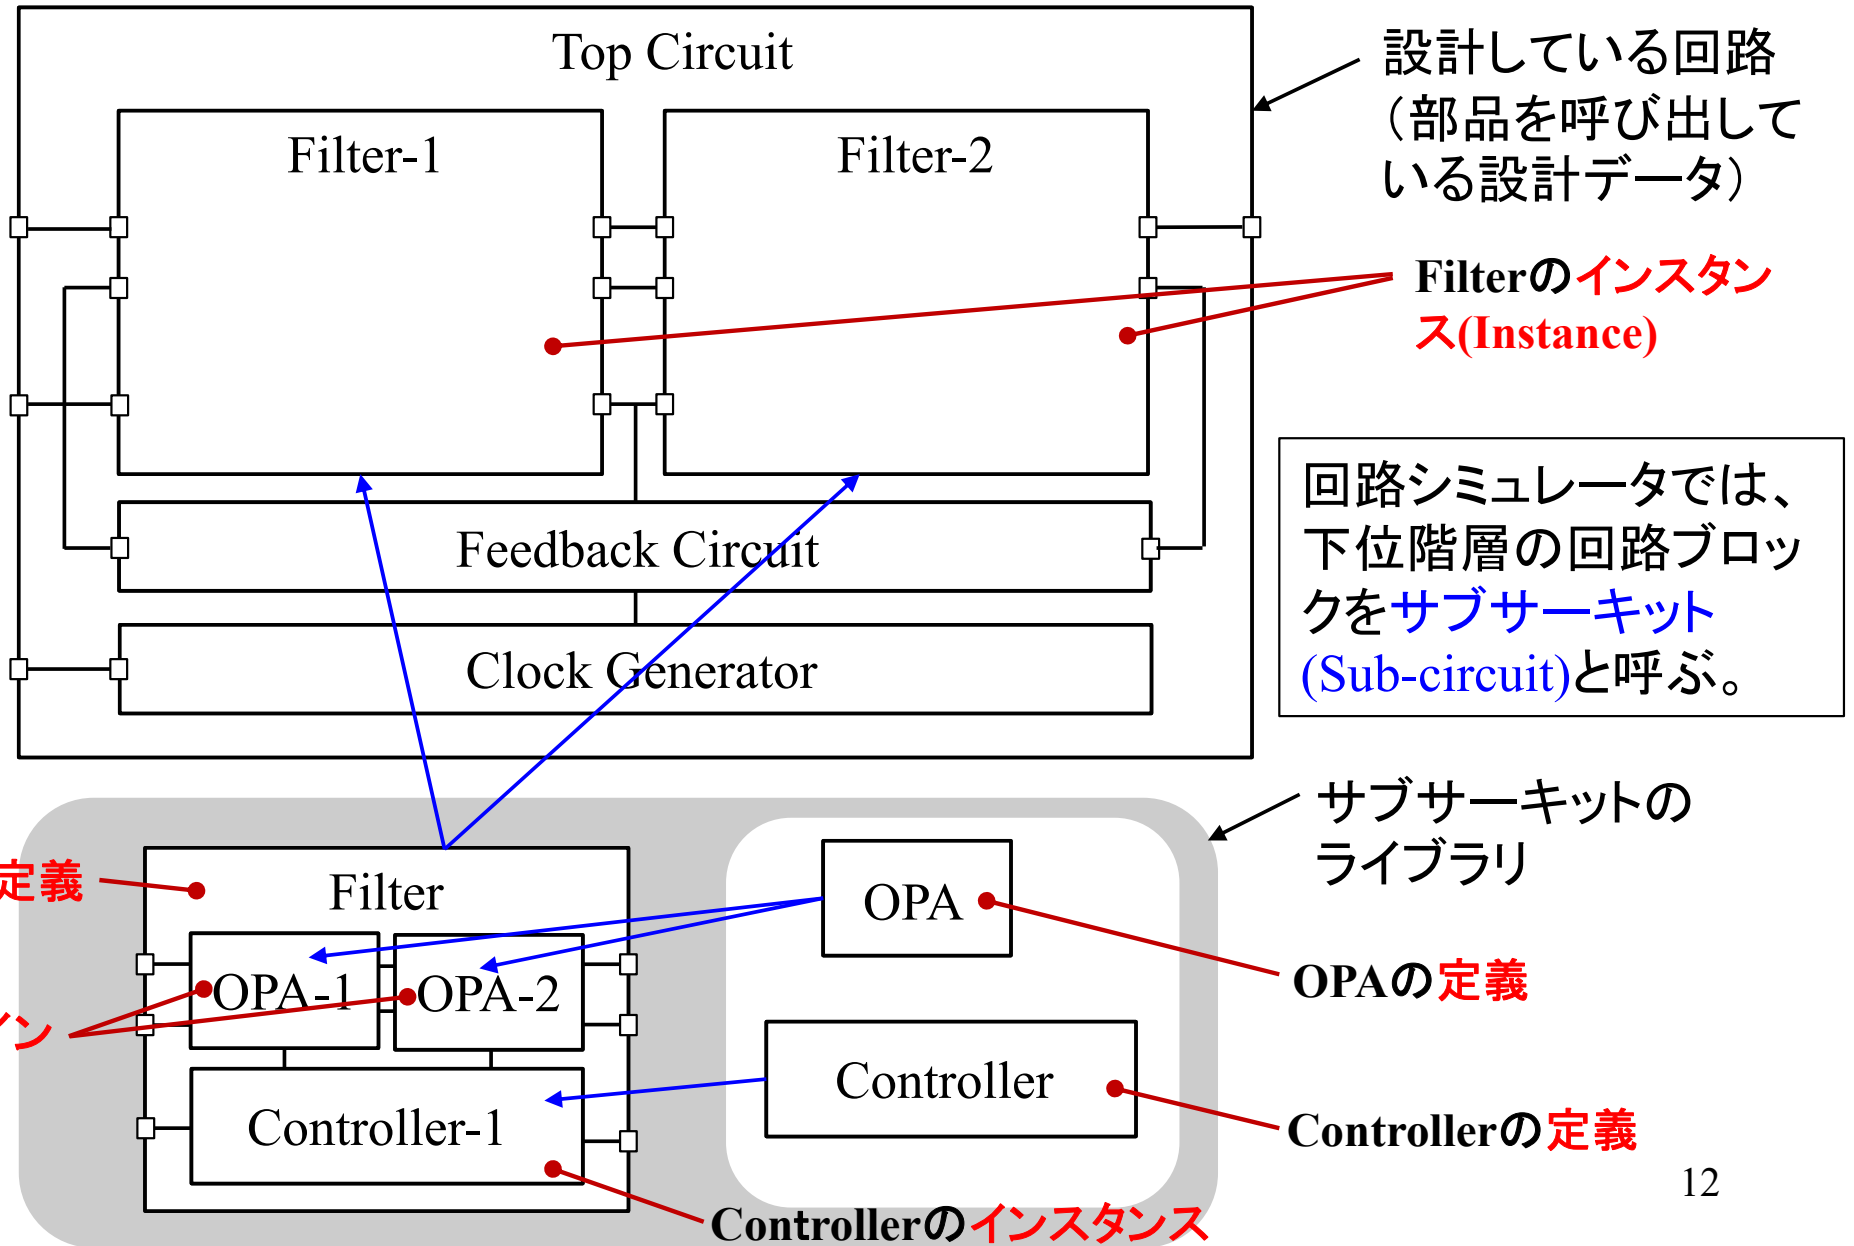 Top Circuit
設計している回路
（部品を呼び出して
いる設計データ）
Filter-1
Filter-2
Filterのインスタン
ス(Instance)
回路シミュレータでは、
下位階層の回路ブロッ
クをサブサーキット
(Sub-circuit)と呼ぶ。
Feedback Circuit
Clock Generator
サブサーキットの
ライブラリ
定義
Filter
OPA
OPA-1
OPA-2
OPAの定義
イン
Controller
Controller-1
Controllerの定義
Controllerのインスタンス
12